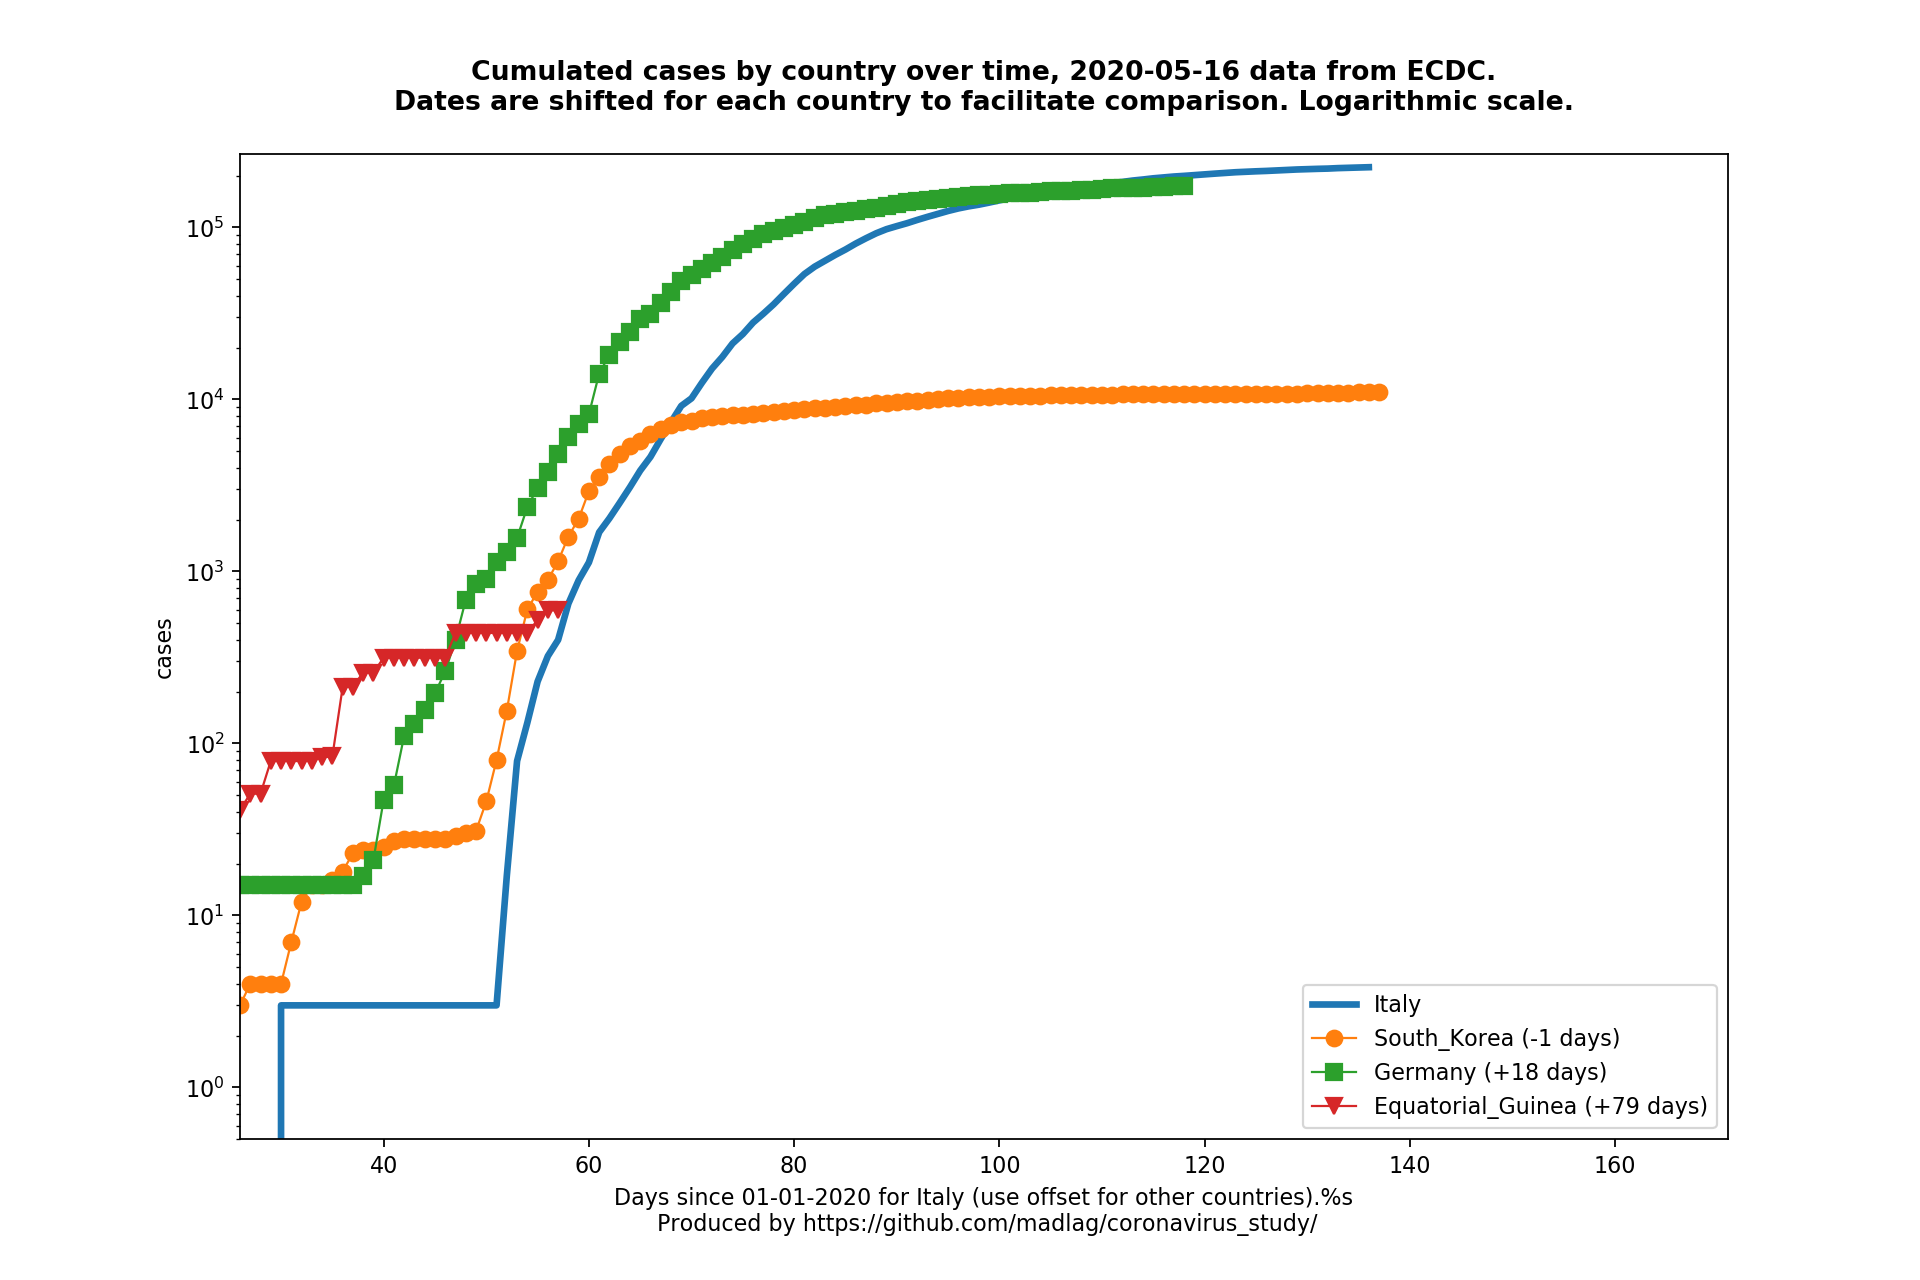 Cumulated cases by country over time, 2020-05-16 data from ECDC.
Dates are shifted for each country to facilitate comparison. Logarithmic scale.
cases
10^5
10^4
10^3
10^2
10^1
10^0
Italy
South_Korea (-1 days)
Germany (+18 days)
Equatorial_Guinea (+79 days)
40 60 80 100 120 140 160
Days since 01-01-2020 for Italy (use offset for other countries).%s
Produced by https://github.com/madlag/coronavirus_study/